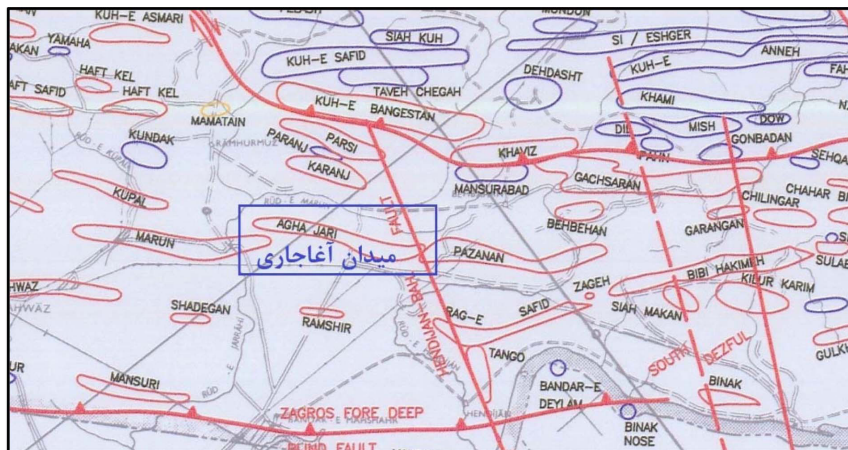 KUH-E ASMARI
SIAH KUH
SI / ESHGER
YAMAHA
KUH-E SAFID
KUH-E
ANNEH
HAFT KEL
HAFT KEL
DEHDASHT
TAVEH CHEGAH
KUH-E BANGESTAN
KHAMI
MAMATAIN
KUNDAK
RĀMHURMUZ
PARANJ
PARSI
KARANJ
KHAVIZ
DIL
MISH
DOW
GONBADAN
PAHN
MANSURABAD
GACHSARAN
KUPAL
CHILINGAR
AGHA JARI
BEHBEHAN
GARANGAN
MARUN
میدان آغاجاری
FAULT
PAZANAN
BIBI HAKIMEH
ZAGEH
KILUR KARIM
SHADEGAN
RAMSHIR
RAG-E SAFID
SIAH MAKAN
TANGO
SOUTH DEZFUL
MANSURI
BANDAR-E
DEYLAM
BINAK
ZAGROS FORE DEEP
BINAK
NOSE